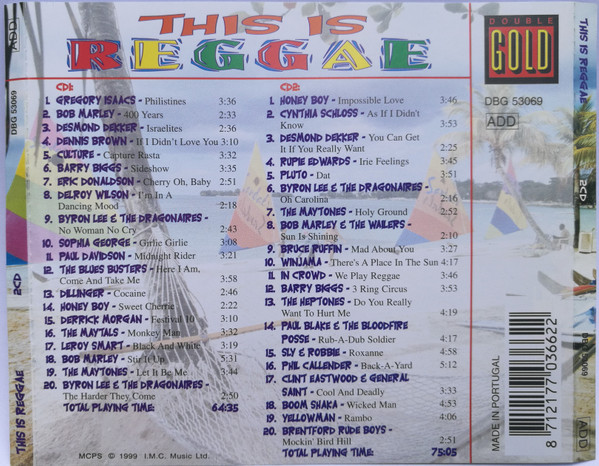 THIS IS
REGGAE
DOUBLE
GOLD
DBG 53069
ADD
CD1:
1. GREGORY ISAACS - Philistines 3:36
2. BOB MARLEY - 400 Years 2:33
3. DESMOND DEKKER - Israelites 2:36
4. DENNIS BROWN - If I Didn't Love You 3:10
5. CULTURE - Capture Rasta 3:32
6. BARRY BIGGS - Sideshow 3:35
7. ERIC DONALDSON - Cherry Oh, Baby 2:51
8. DELROY WILSON - I'm In A
Dancing Mood 2:18
9. BYRON LEE & THE DRAGONAIRES -
No Woman No Cry 2:43
10. SOPHIA GEORGE - Girlie Girlie 3:08
11. PAUL DAVIDSON - Midnight Rider 3:21
12. THE BLUES BUSTERS - Here I Am,
Come And Take Me 3:58
13. DILLINGER - Cocaine 2:46
14. HONEY BOY - Sweet Cherrie 2:22
15. DERRICK MORGAN - Festival 10 3:12
16. THE MAYTALS - Monkey Man 3:32
17. LEROY SMART - Black And White 3:19
18. BOB MARLEY - Stir It Up 5:31
19. THE MAYTONES - Let It Be Me 3:44
20. BYRON LEE & THE DRAGONAIRES -
The Harder They Come 2:50
TOTAL PLAYING TIME: 64:35
CD2:
1. HONEY BOY - Impossible Love 3:46
2. CYNTHIA SCHLOSS - As If I Didn't
Know 3:53
3. DESMOND DEKKER - You Can Get
It If You Really Want 2:25
4. RUPIE EDWARDS - Irie Feelings 3:45
5. PLUTO - Dat 3:51
6. BYRON LEE & THE DRAGONAIRES -
Oh Carolina 2:16
7. THE MAYTONES - Holy Ground 2:52
8. BOB MARLEY & THE WAILERS -
Sun Is Shining 2:10
9. BRUCE RUFFIN - Mad About You 3:27
10. WINJAMA - There's A Place In The Sun 4:17
11. IN CROWD - We Play Reggae 3:46
12. BARRY BIGGS - 3 Ring Circus 3:53
13. THE HEPTONES - Do You Really
Want To Hurt Me 4:19
14. PAUL BLAKE & THE BLOODFIRE
POSSE - Rub-A-Dub Soldier 4:17
15. SLY & ROBBIE - Roxanne 4:58
16. PHIL CALLENDER - Back-A-Yard 5:12
17. CLINT EASTWOOD & GENERAL
SAINT - Cool And Deadly 3:33
18. BOOM SHAKA - Wicked Man 4:53
19. YELLOWMAN - Rambo 4:06
20. BRENTFORD RUDE BOYS -
Mockin' Bird Hill 2:51
TOTAL PLAYING TIME: 75:05
MCPS ℗ © 1999 I.M.C. Music Ltd.
MADE IN PORTUGAL
8 712177 036622
ADD
DBG 53069
2CD
THIS IS REGGAE
THIS IS REGGAE
2CD
DBG 53069
ADD